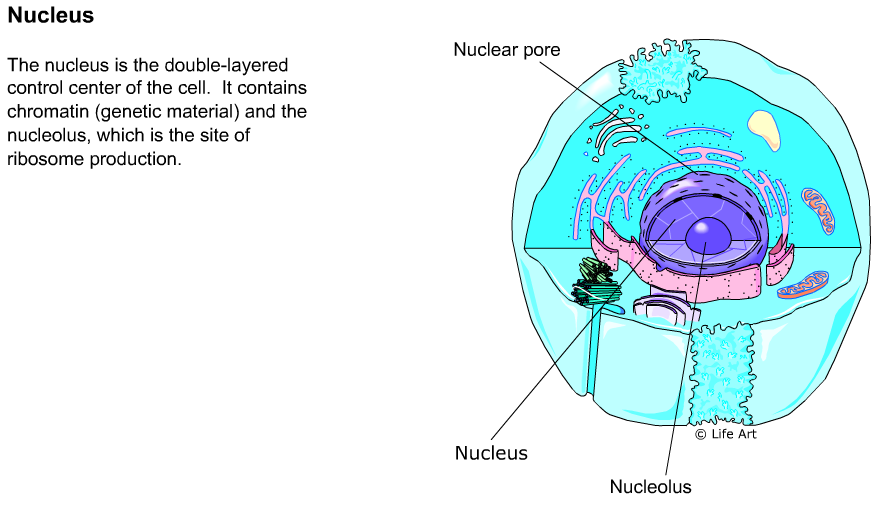 Nucleus
The nucleus is the double-layered
control center of the cell.  It contains
chromatin (genetic material) and the
nucleolus, which is the site of
ribosome production.
Nuclear pore
© Life Art
Nucleus
Nucleolus